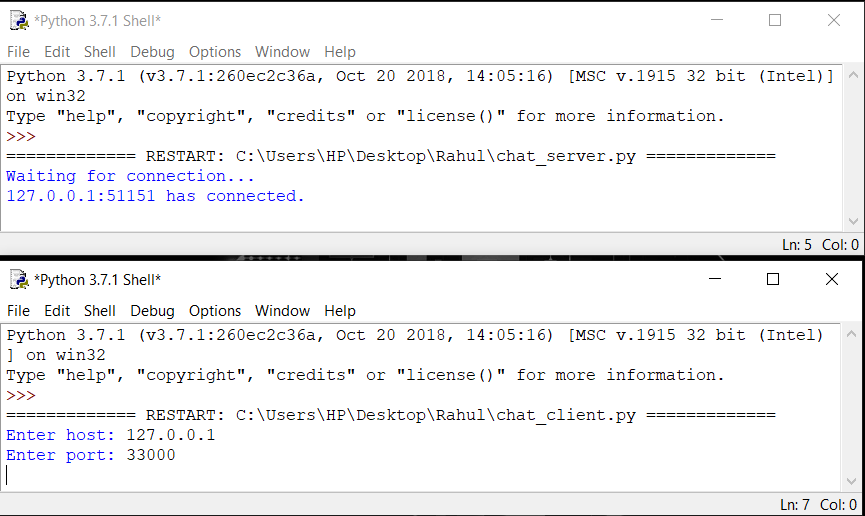 *Python 3.7.1 Shell*
File Edit Shell Debug Options Window Help
Python 3.7.1 (v3.7.1:260ec2c36a, Oct 20 2018, 14:05:16) [MSC v.1915 32 bit (Intel)]
on win32
Type "help", "copyright", "credits" or "license()" for more information.
>>>
============= RESTART: C:\Users\HP\Desktop\Rahul\chat_server.py =============
Waiting for connection...
127.0.0.1:51151 has connected.
Ln: 5 Col: 0
*Python 3.7.1 Shell*
File Edit Shell Debug Options Window Help
Python 3.7.1 (v3.7.1:260ec2c36a, Oct 20 2018, 14:05:16) [MSC v.1915 32 bit (Intel)
] on win32
Type "help", "copyright", "credits" or "license()" for more information.
>>>
============= RESTART: C:\Users\HP\Desktop\Rahul\chat_client.py =============
Enter host: 127.0.0.1
Enter port: 33000
Ln: 7 Col: 0